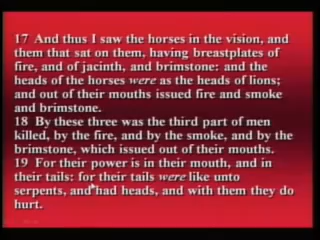 17 And thus I saw the horses in the vision, and
them that sat on them, having breastplates of
fire, and of jacinth, and brimstone: and the
heads of the horses were as the heads of lions;
and out of their mouths issued fire and smoke
and brimstone.
18 By these three was the third part of men
killed, by the fire, and by the smoke, and by the
brimstone, which issued out of their mouths.
19 For their power is in their mouth, and in
their tails: for their tails were like unto
serpents, and had heads, and with them they do
hurt.